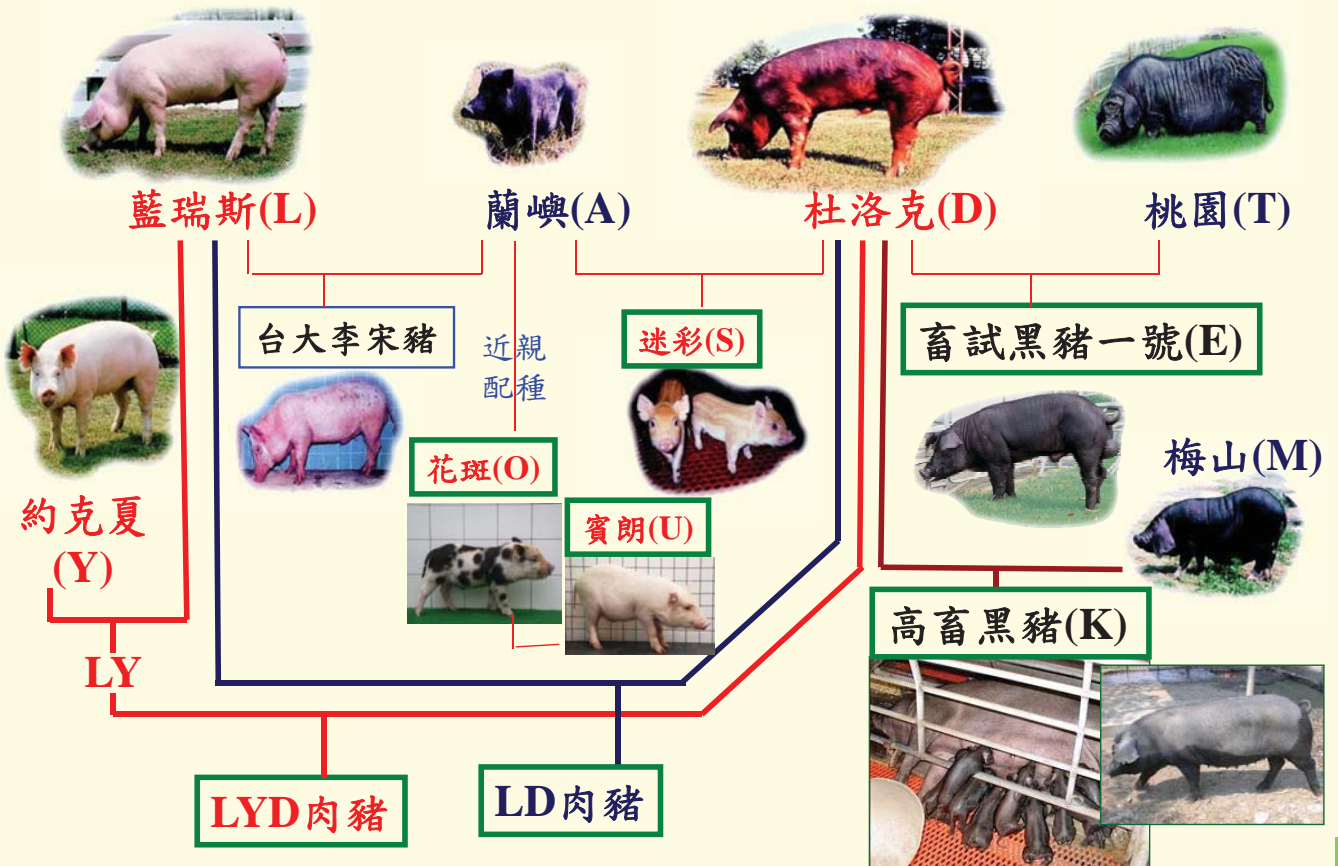 藍瑞斯(L)
蘭嶼(A)
杜洛克(D)
桃園(T)
台大李宋豬
近親
配種
迷彩(S)
畜試黑豬一號(E)
花斑(O)
賓朗(U)
梅山(M)
約克夏
(Y)
高畜黑豬(K)
LY
LYD肉豬
LD肉豬